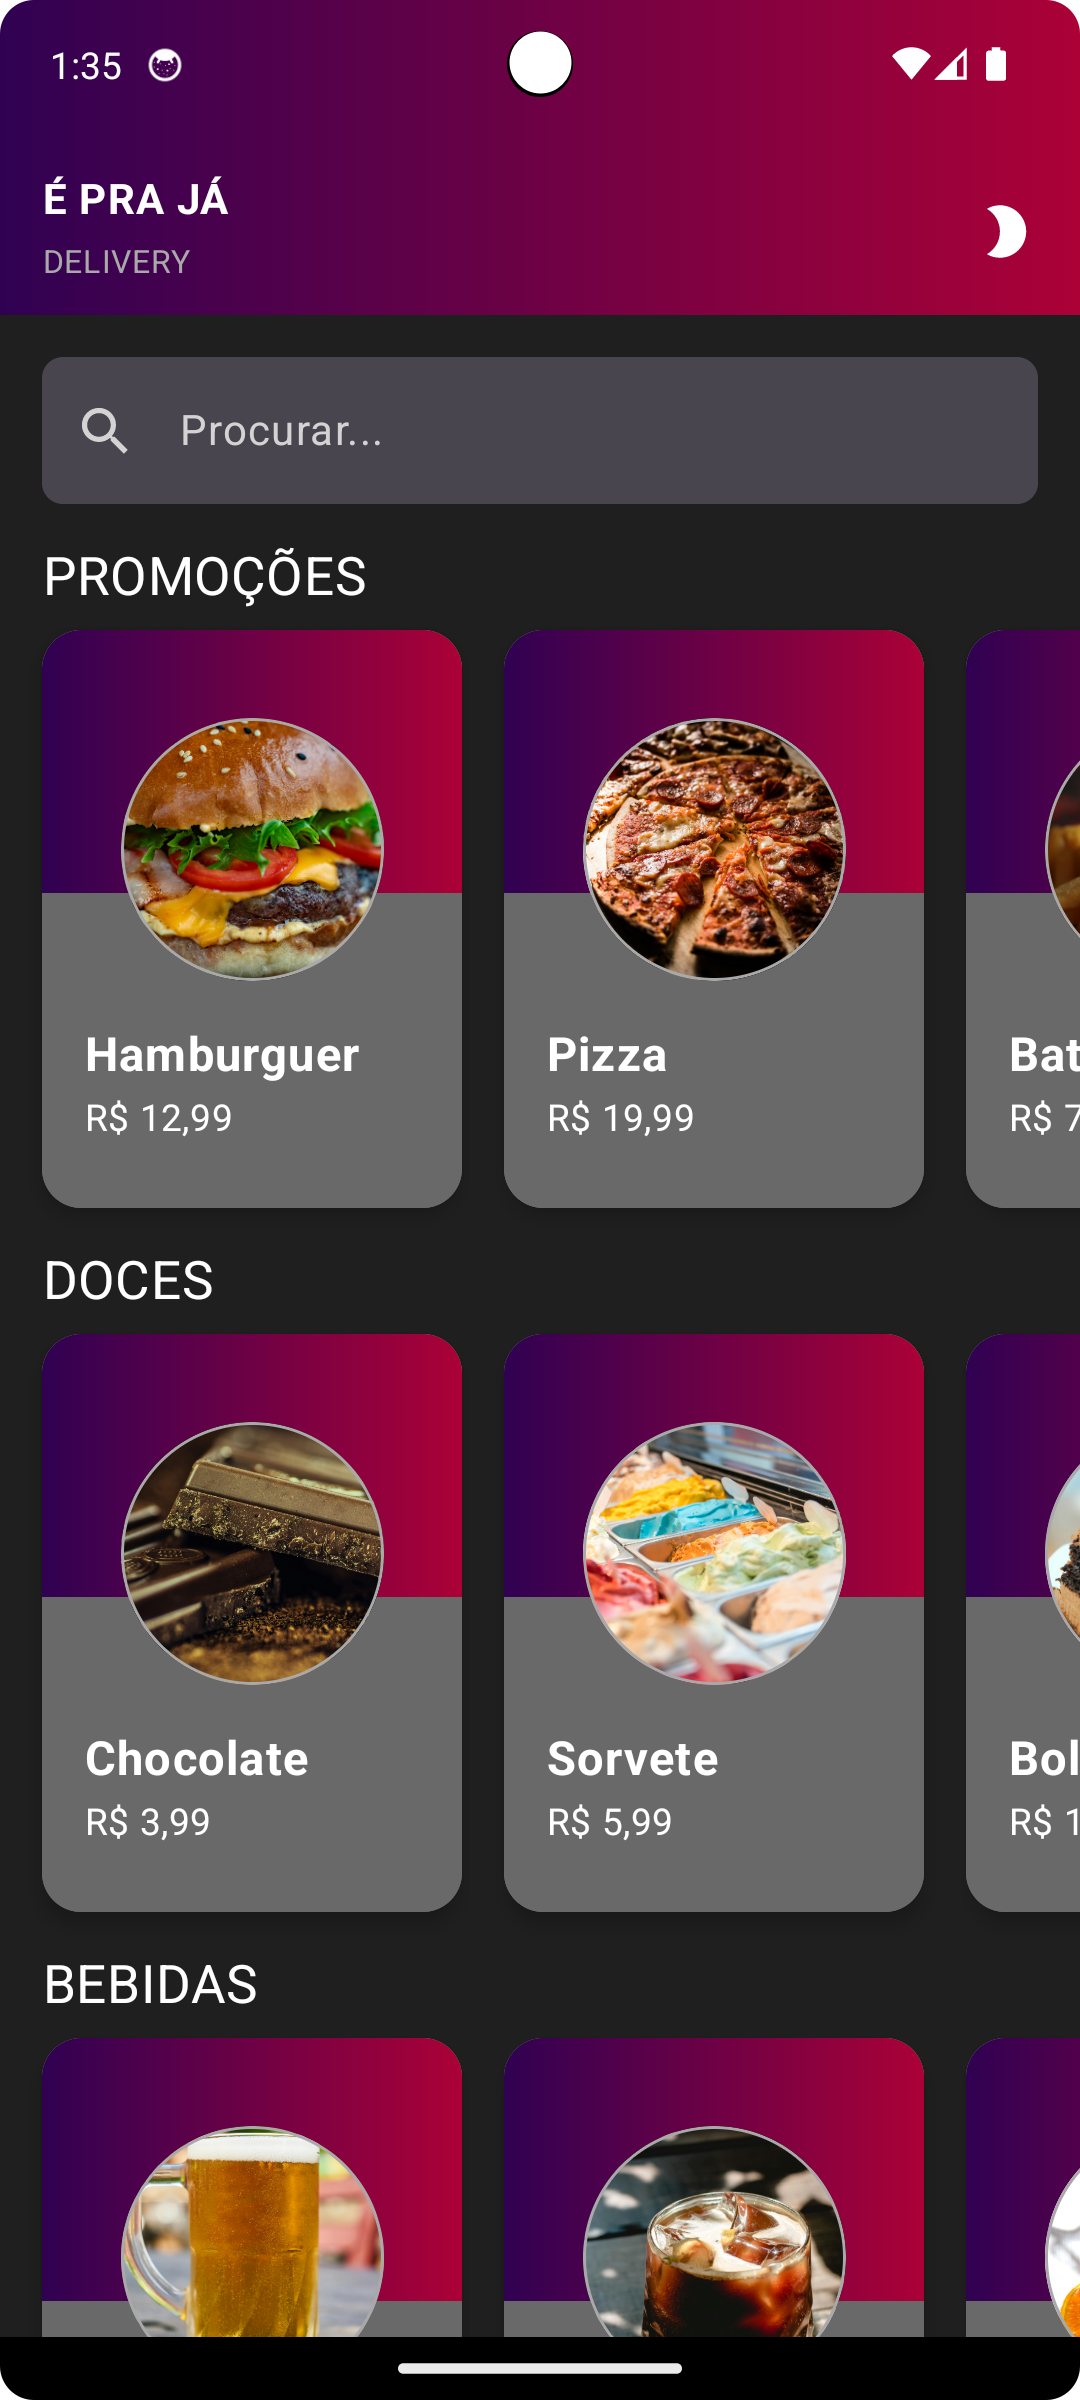 1:35
É PRA JÁ
DELIVERY
Procurar...
PROMOÇÕES
Hamburguer
R$ 12,99
Pizza
R$ 19,99
Bat
R$ 7
DOCES
Chocolate
R$ 3,99
Sorvete
R$ 5,99
Bol
R$ 1
BEBIDAS